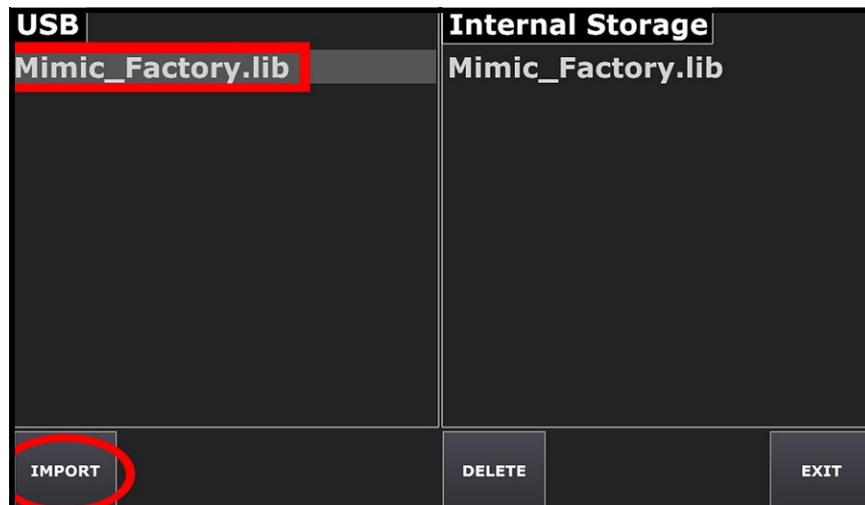 USB
Mimic_Factory.lib
Internal Storage
Mimic_Factory.lib
IMPORT
DELETE
EXIT